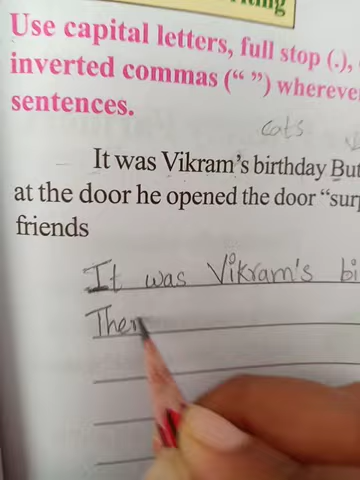 Use capital letters, full stop (.),
inverted commas (“ ”) wherever
sentences.
cats
It was Vikram's birthday But
at the door he opened the door “sur
friends
It was Vikram's bi
Then